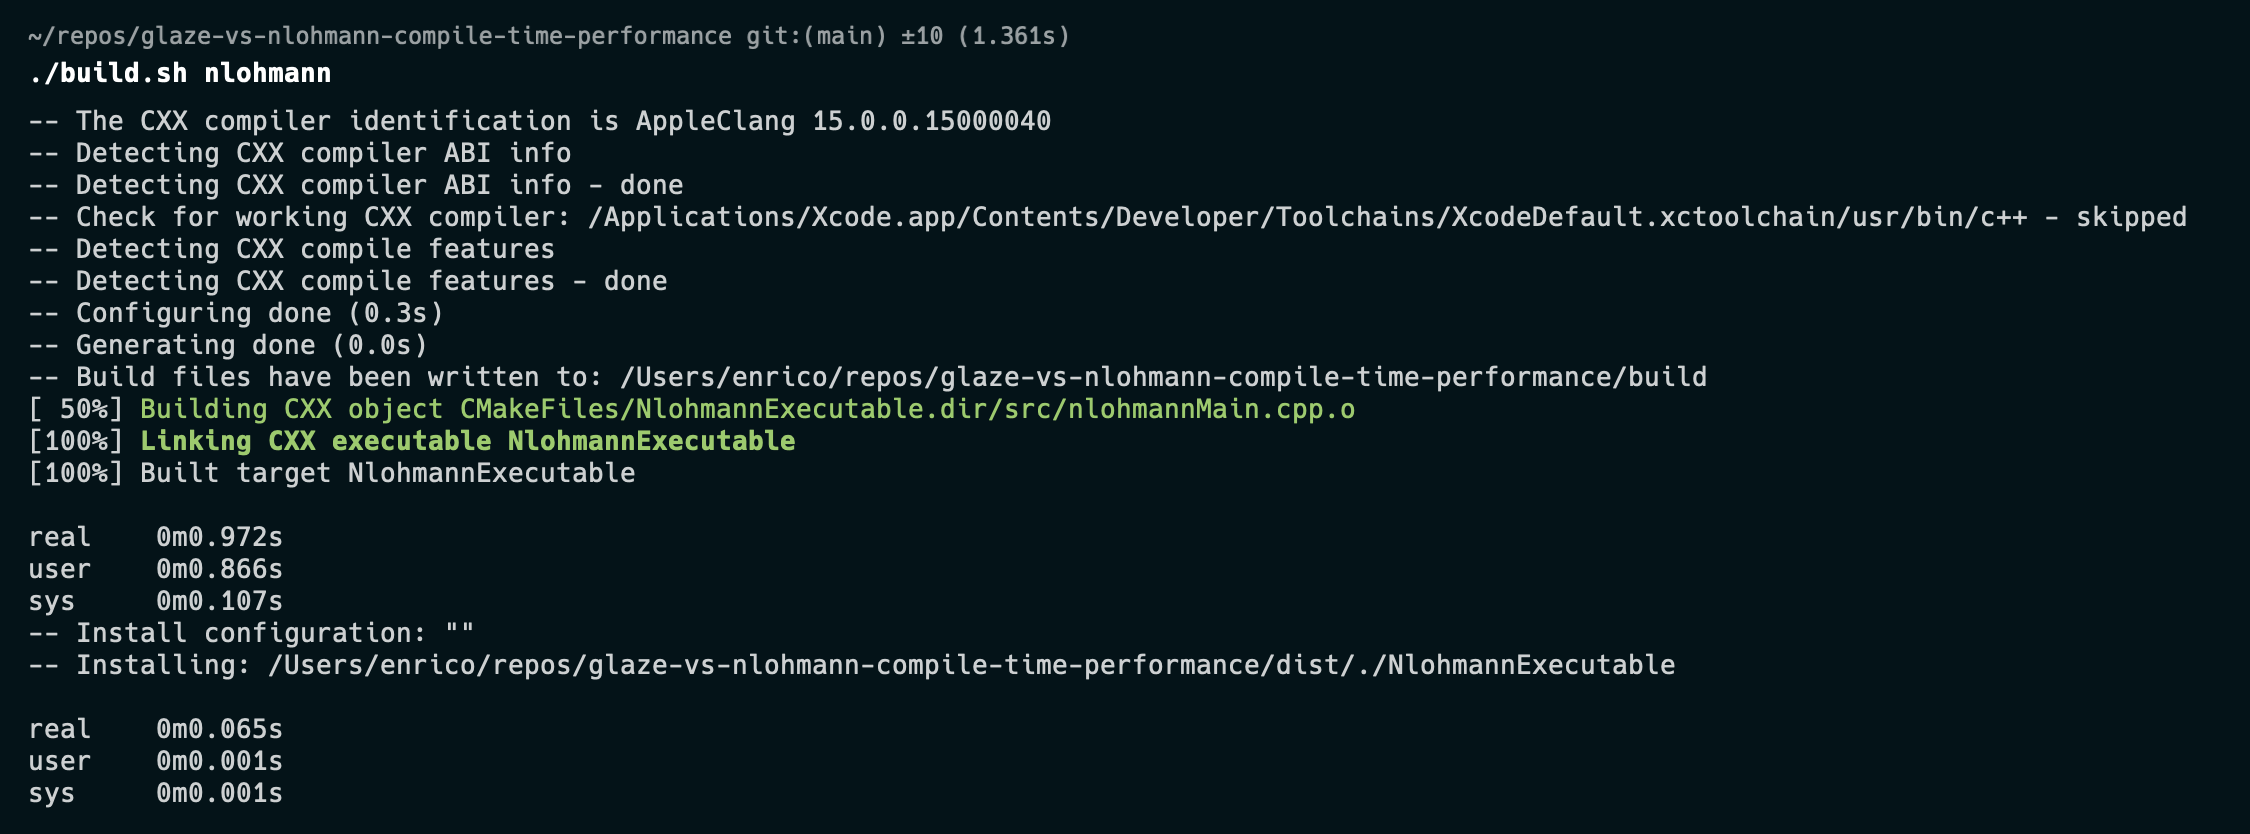 ~/repos/glaze-vs-nlohmann-compile-time-performance git:(main) ±10 (1.361s)
./build.sh nlohmann
-- The CXX compiler identification is AppleClang 15.0.0.15000040
-- Detecting CXX compiler ABI info
-- Detecting CXX compiler ABI info - done
-- Check for working CXX compiler: /Applications/Xcode.app/Contents/Developer/Toolchains/XcodeDefault.xctoolchain/usr/bin/c++ - skipped
-- Detecting CXX compile features
-- Detecting CXX compile features - done
-- Configuring done (0.3s)
-- Generating done (0.0s)
-- Build files have been written to: /Users/enrico/repos/glaze-vs-nlohmann-compile-time-performance/build
[ 50%] Building CXX object CMakeFiles/NlohmannExecutable.dir/src/nlohmannMain.cpp.o
[100%] Linking CXX executable NlohmannExecutable
[100%] Built target NlohmannExecutable
real    0m0.972s
user    0m0.866s
sys     0m0.107s
-- Install configuration: ""
-- Installing: /Users/enrico/repos/glaze-vs-nlohmann-compile-time-performance/dist/./NlohmannExecutable
real    0m0.065s
user    0m0.001s
sys     0m0.001s